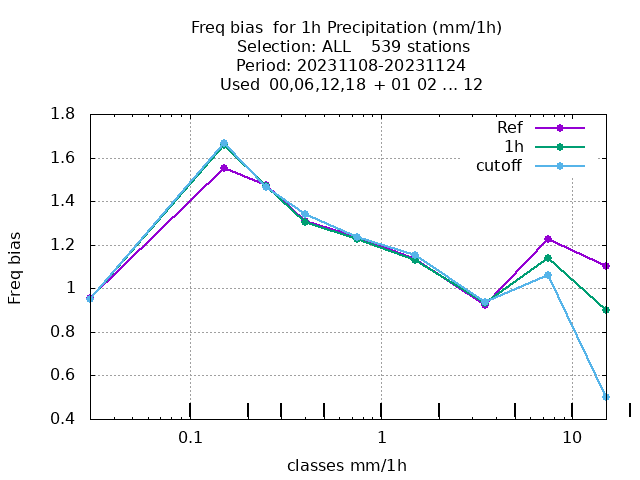 Freq bias  for 1h Precipitation (mm/1h)
Selection: ALL    539 stations
Period: 20231108-20231124
Used  00,06,12,18  + 01 02 ... 12
1.8
1.6
1.4
1.2
1
0.8
0.6
0.4
Freq bias
Ref
1h
cutoff
0.1
1
10
classes mm/1h